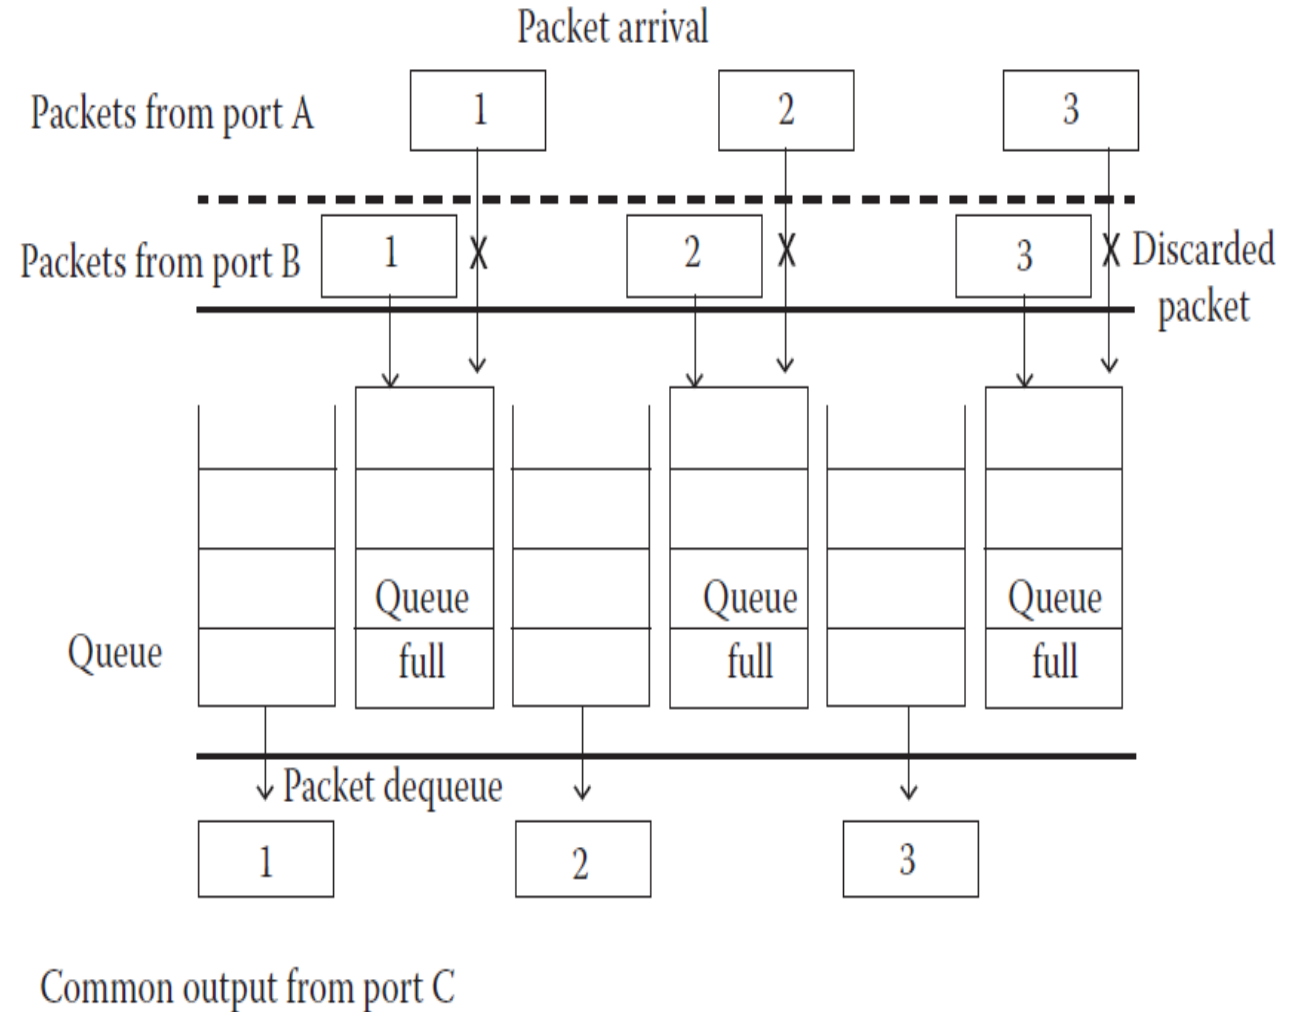 Packet arrival
Packets from port A
1
2
3
Packets from port B
1
X
2
X
3
X
Discarded
packet
Queue
full
Queue
full
Queue
full
Queue
Packet dequeue
1
2
3
Common output from port C